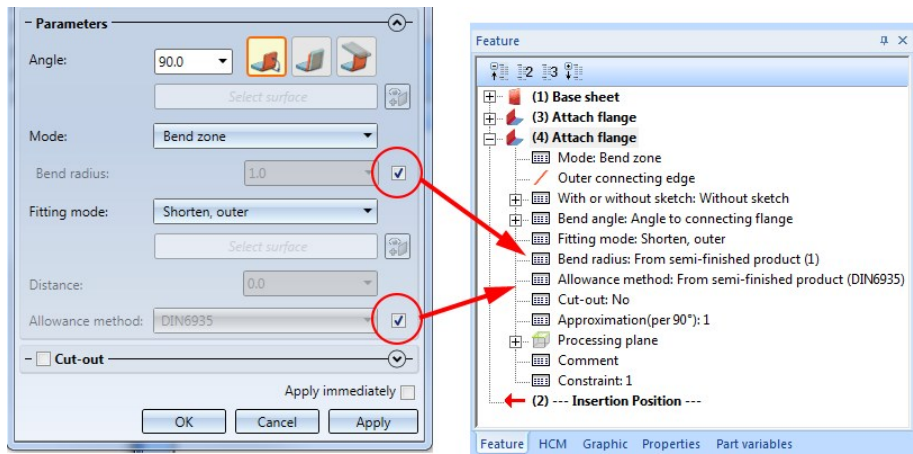 Parameters
Angle:
90.0
Select surface
Mode:
Bend zone
Bend radius:
1.0
Fitting mode:
Shorten, outer
Select surface
Distance:
0.0
Allowance method:
DIN6935
Cut-out
Apply immediately
OK
Cancel
Apply
Feature
2
3
(1) Base sheet
(3) Attach flange
(4) Attach flange
Mode: Bend zone
Outer connecting edge
With or without sketch: Without sketch
Bend angle: Angle to connecting flange
Fitting mode: Shorten, outer
Bend radius: From semi-finished product (1)
Allowance method: From semi-finished product (DIN6935)
Cut-out: No
Approximation(per 90°): 1
Processing plane
Comment
Constraint: 1
(2) --- Insertion Position ---
Feature HCM Graphic Properties Part variables